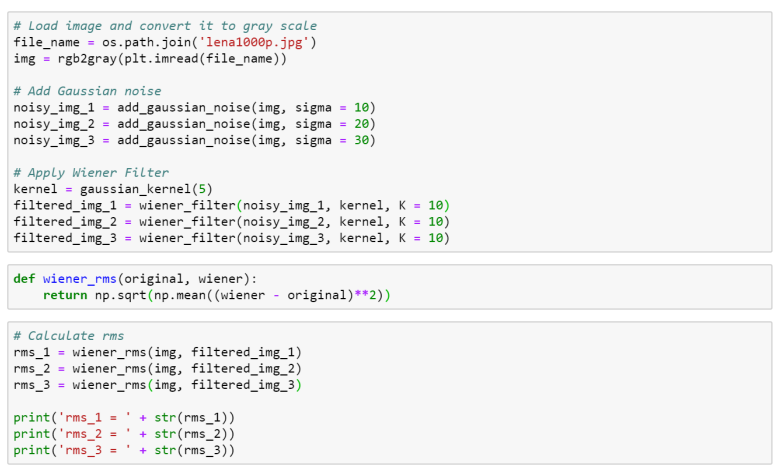 # Load image and convert it to gray scale
file_name = os.path.join('lena1000p.jpg')
img = rgb2gray(plt.imread(file_name))

# Add Gaussian noise
noisy_img_1 = add_gaussian_noise(img, sigma = 10)
noisy_img_2 = add_gaussian_noise(img, sigma = 20)
noisy_img_3 = add_gaussian_noise(img, sigma = 30)

# Apply Wiener Filter
kernel = gaussian_kernel(5)
filtered_img_1 = wiener_filter(noisy_img_1, kernel, K = 10)
filtered_img_2 = wiener_filter(noisy_img_2, kernel, K = 10)
filtered_img_3 = wiener_filter(noisy_img_3, kernel, K = 10)

def wiener_rms(original, wiener):
    return np.sqrt(np.mean((wiener - original)**2))

# Calculate rms
rms_1 = wiener_rms(img, filtered_img_1)
rms_2 = wiener_rms(img, filtered_img_2)
rms_3 = wiener_rms(img, filtered_img_3)

print('rms_1 = ' + str(rms_1))
print('rms_2 = ' + str(rms_2))
print('rms_3 = ' + str(rms_3))